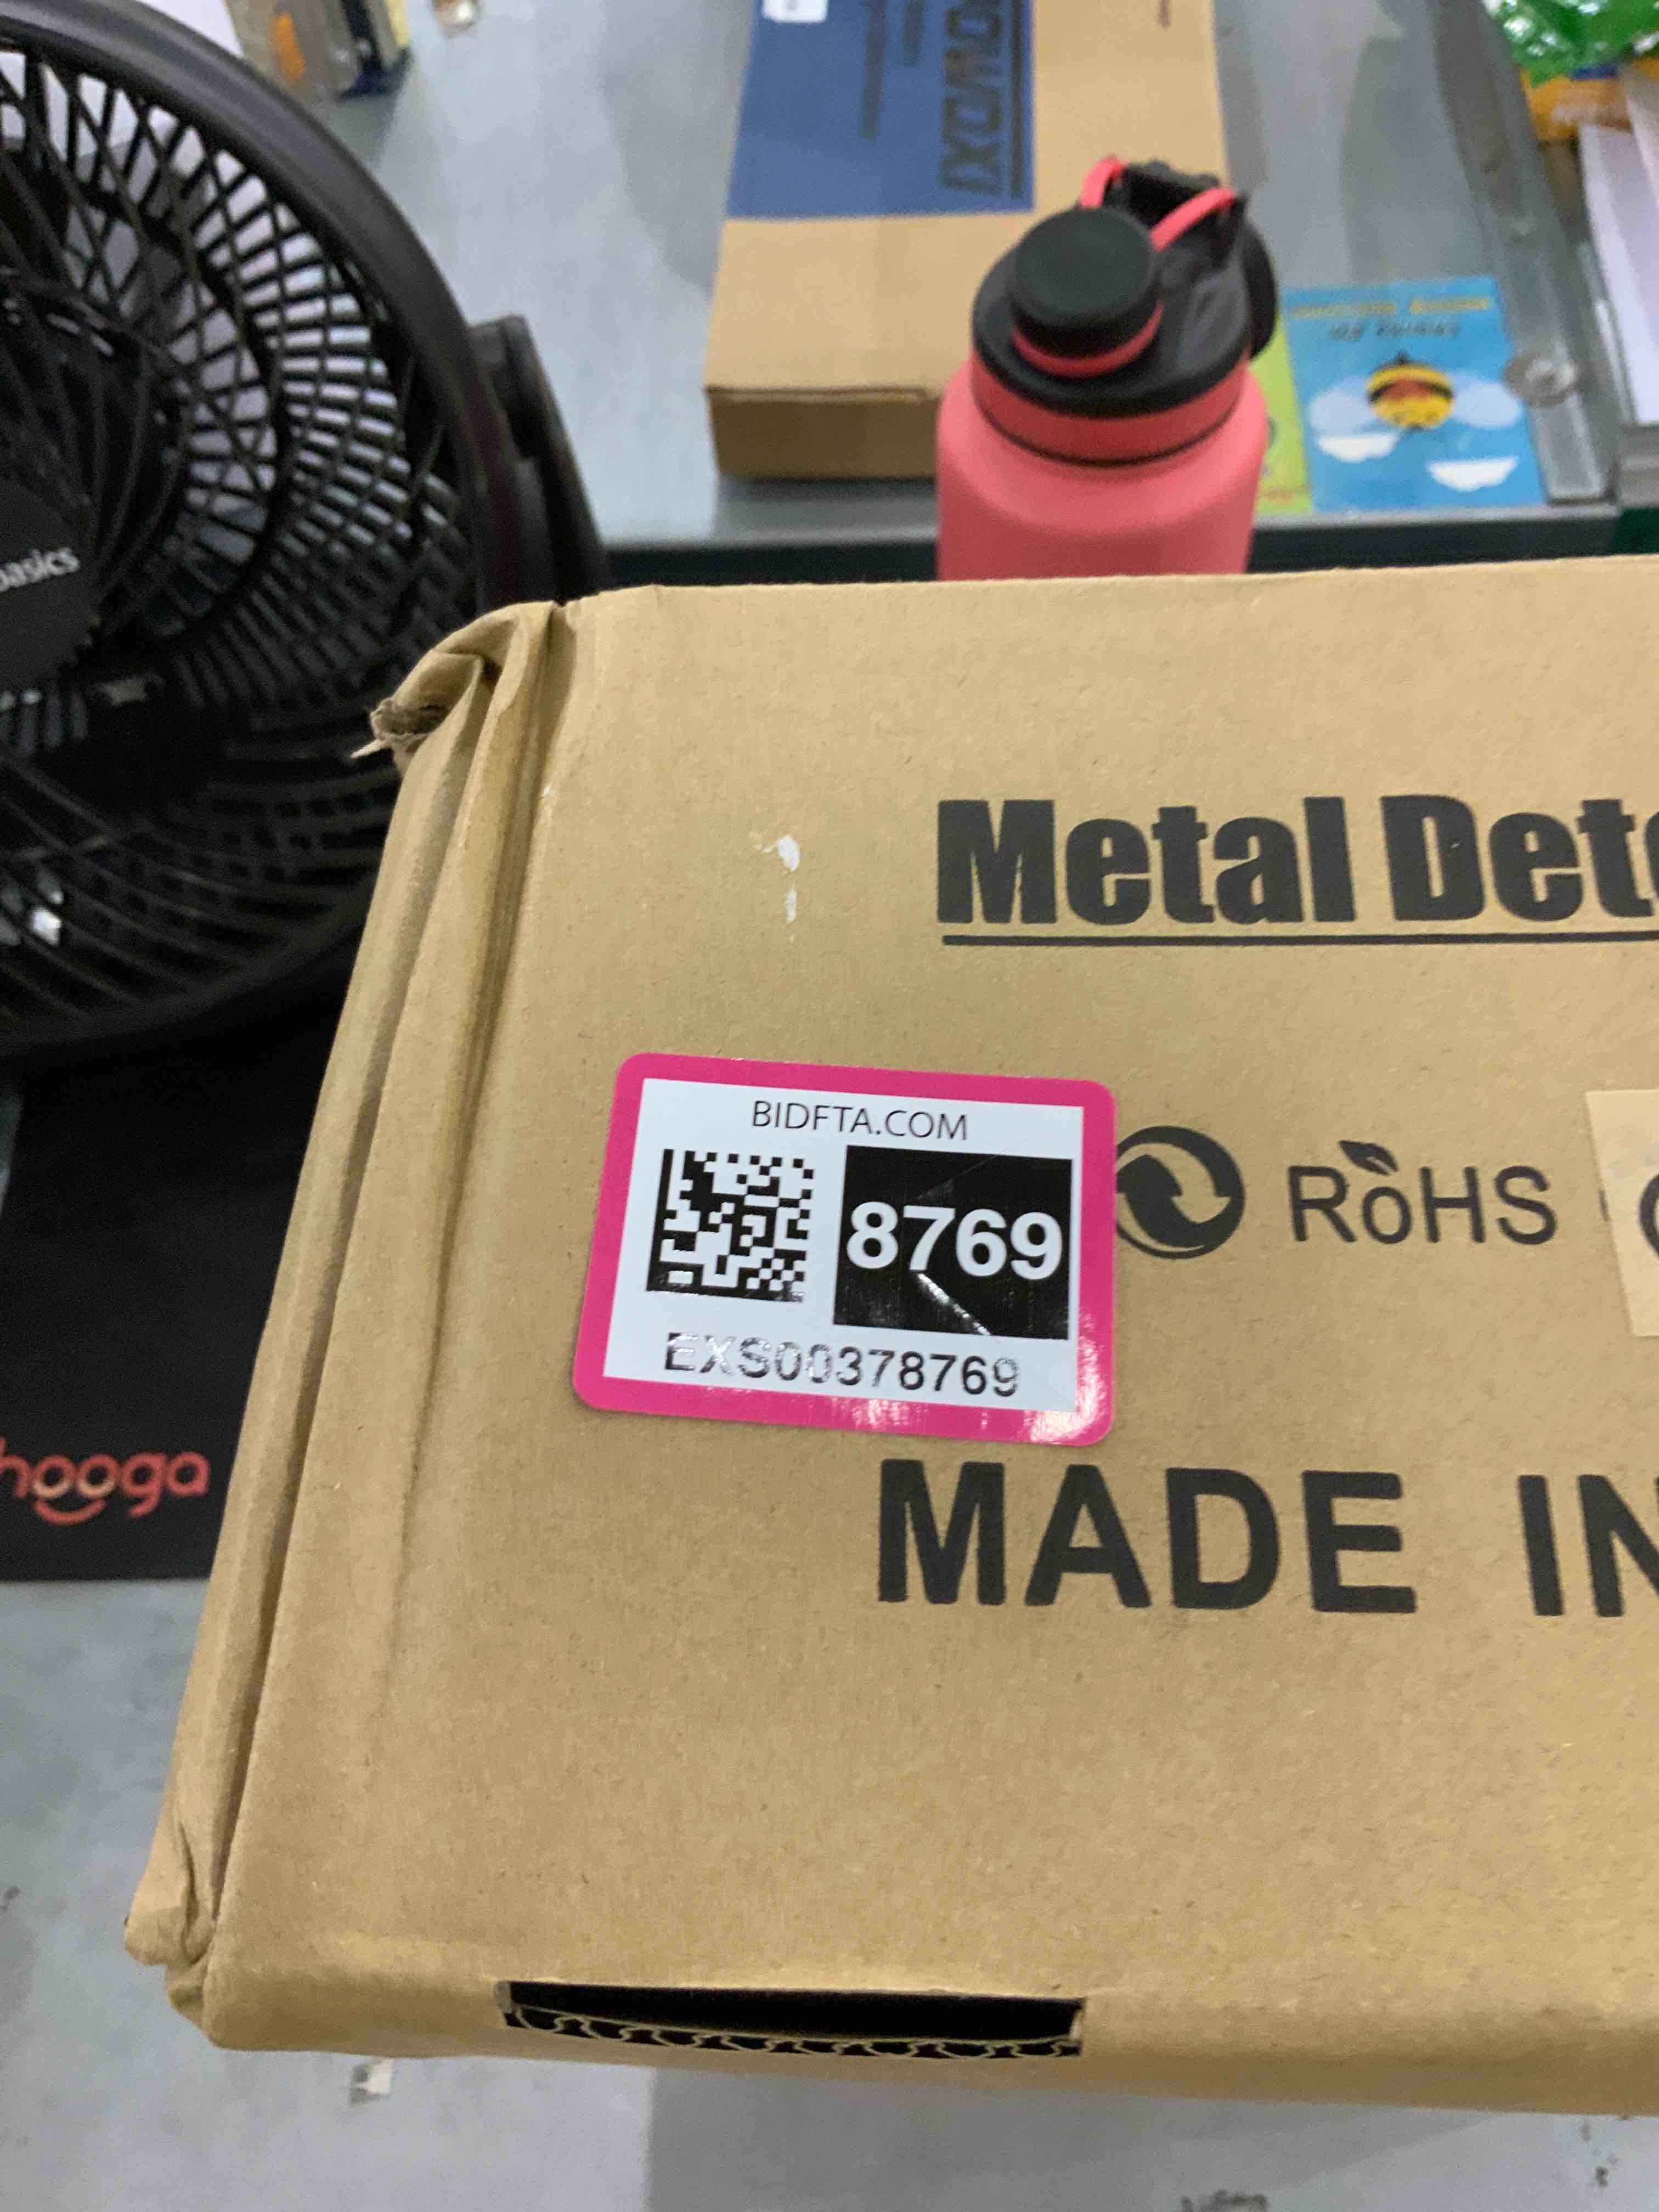 basics
Metal Dete
BIDFTA.COM
8769
EXS00378769
RoHS
MADE IN
hooga